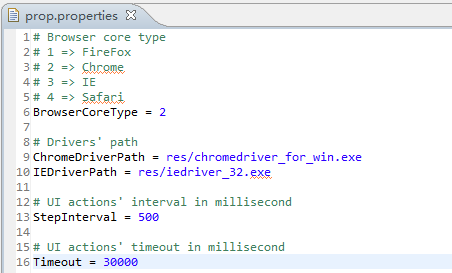 prop.properties
1 # Browser core type
2 # 1 => FireFox
3 # 2 => Chrome
4 # 3 => IE
5 # 4 => Safari
6 BrowserCoreType = 2
7
8 # Drivers' path
9 ChromeDriverPath = res/chromedriver_for_win.exe
10 IEDriverPath = res/iedriver_32.exe
11
12 # UI actions' interval in millisecond
13 StepInterval = 500
14
15 # UI actions' timeout in millisecond
16 Timeout = 30000